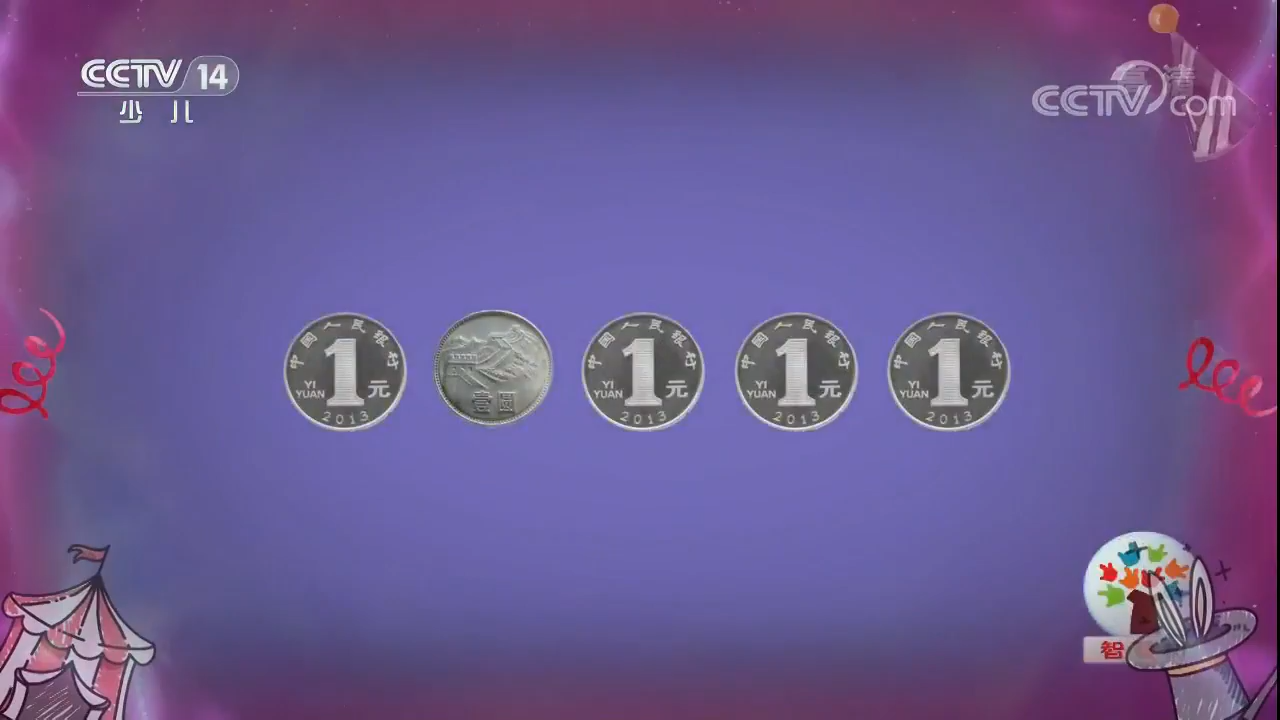 CCTV 14
少儿
高清
CCTV.com
中国人民银行
1
YI YUAN
元
2013
壹圆
中国人民银行
1
YI YUAN
元
2013
中国人民银行
1
YI YUAN
元
2013
中国人民银行
1
YI YUAN
元
2013
智